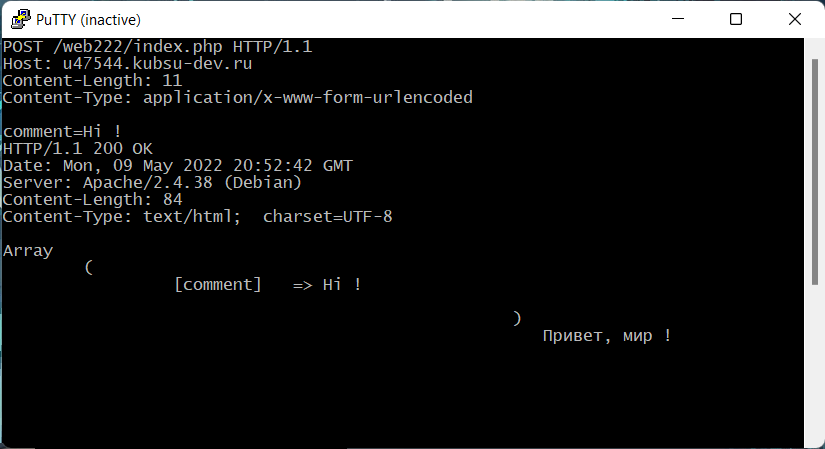 PuTTY (inactive)
POST /web222/index.php HTTP/1.1
Host: u47544.kubsu-dev.ru
Content-Length: 11
Content-Type: application/x-www-form-urlencoded
comment=Hi !
HTTP/1.1 200 OK
Date: Mon, 09 May 2022 20:52:42 GMT
Server: Apache/2.4.38 (Debian)
Content-Length: 84
Content-Type: text/html;  charset=UTF-8
Array
(
[comment]   => Hi !
)
Привет, мир !